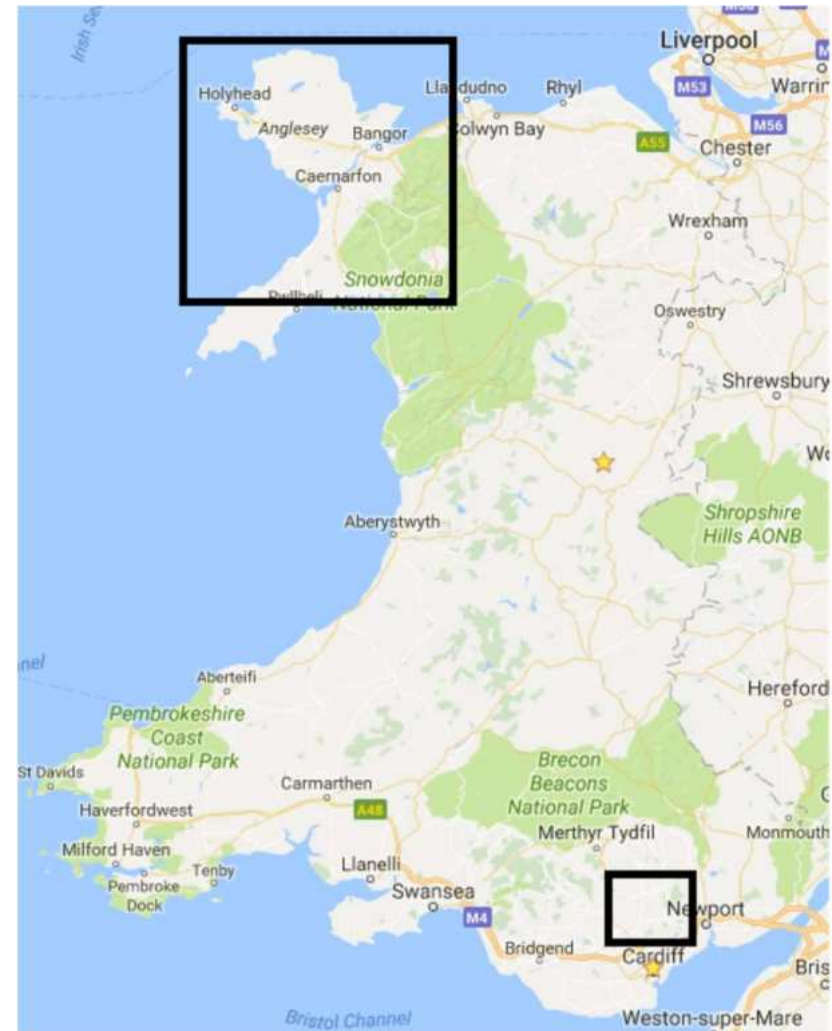 M58
M6
Irish Sea
Liverpool
M53
Warrin
Holyhead
Llandudno
Rhyl
Anglesey
Bangor
Colwyn Bay
M56
A55
Chester
Caernarfon
Wrexham
Snowdonia
National Park
Pwllheli
Oswestry
Shrewsbury
Shropshire
Hills AONB
Aberystwyth
nel
Aberteifi
Hereford
Pembrokeshire
Coast
National Park
Brecon
Beacons
National Park
St Davids
Carmarthen
A48
Haverfordwest
Merthyr Tydfil
Monmouth
Milford Haven
Llanelli
Tenby
Pembroke
Dock
Swansea
M4
Newport
Bridgend
Cardiff
Bris
Bristol Channel
Weston-super-Mare